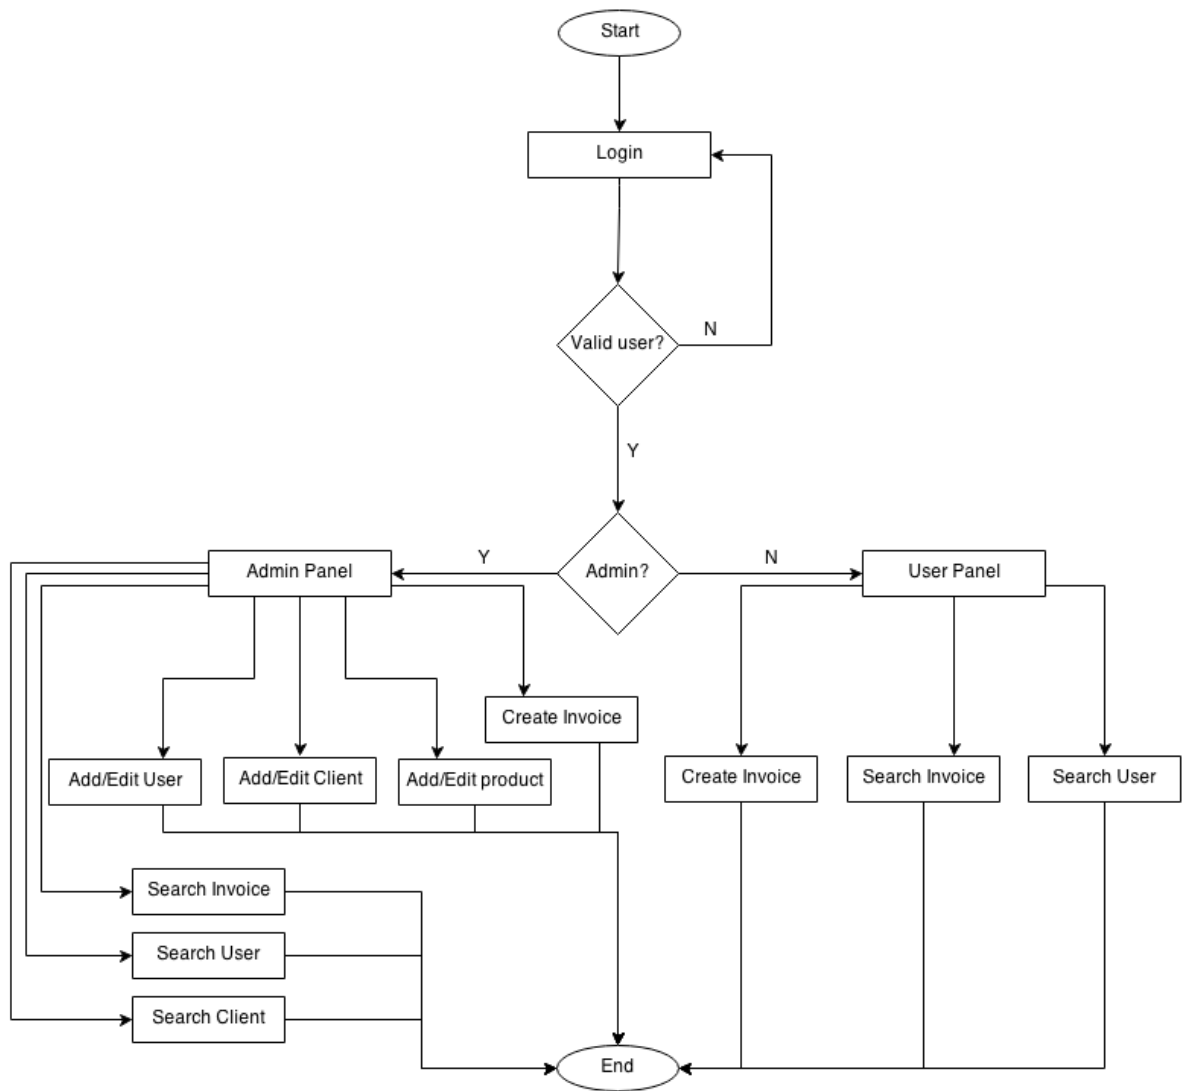 Start
Login
Valid user?
N
Y
Admin?
Y
N
Admin Panel
User Panel
Create Invoice
Add/Edit User
Add/Edit Client
Add/Edit product
Create Invoice
Search Invoice
Search User
Search Invoice
Search User
Search Client
End